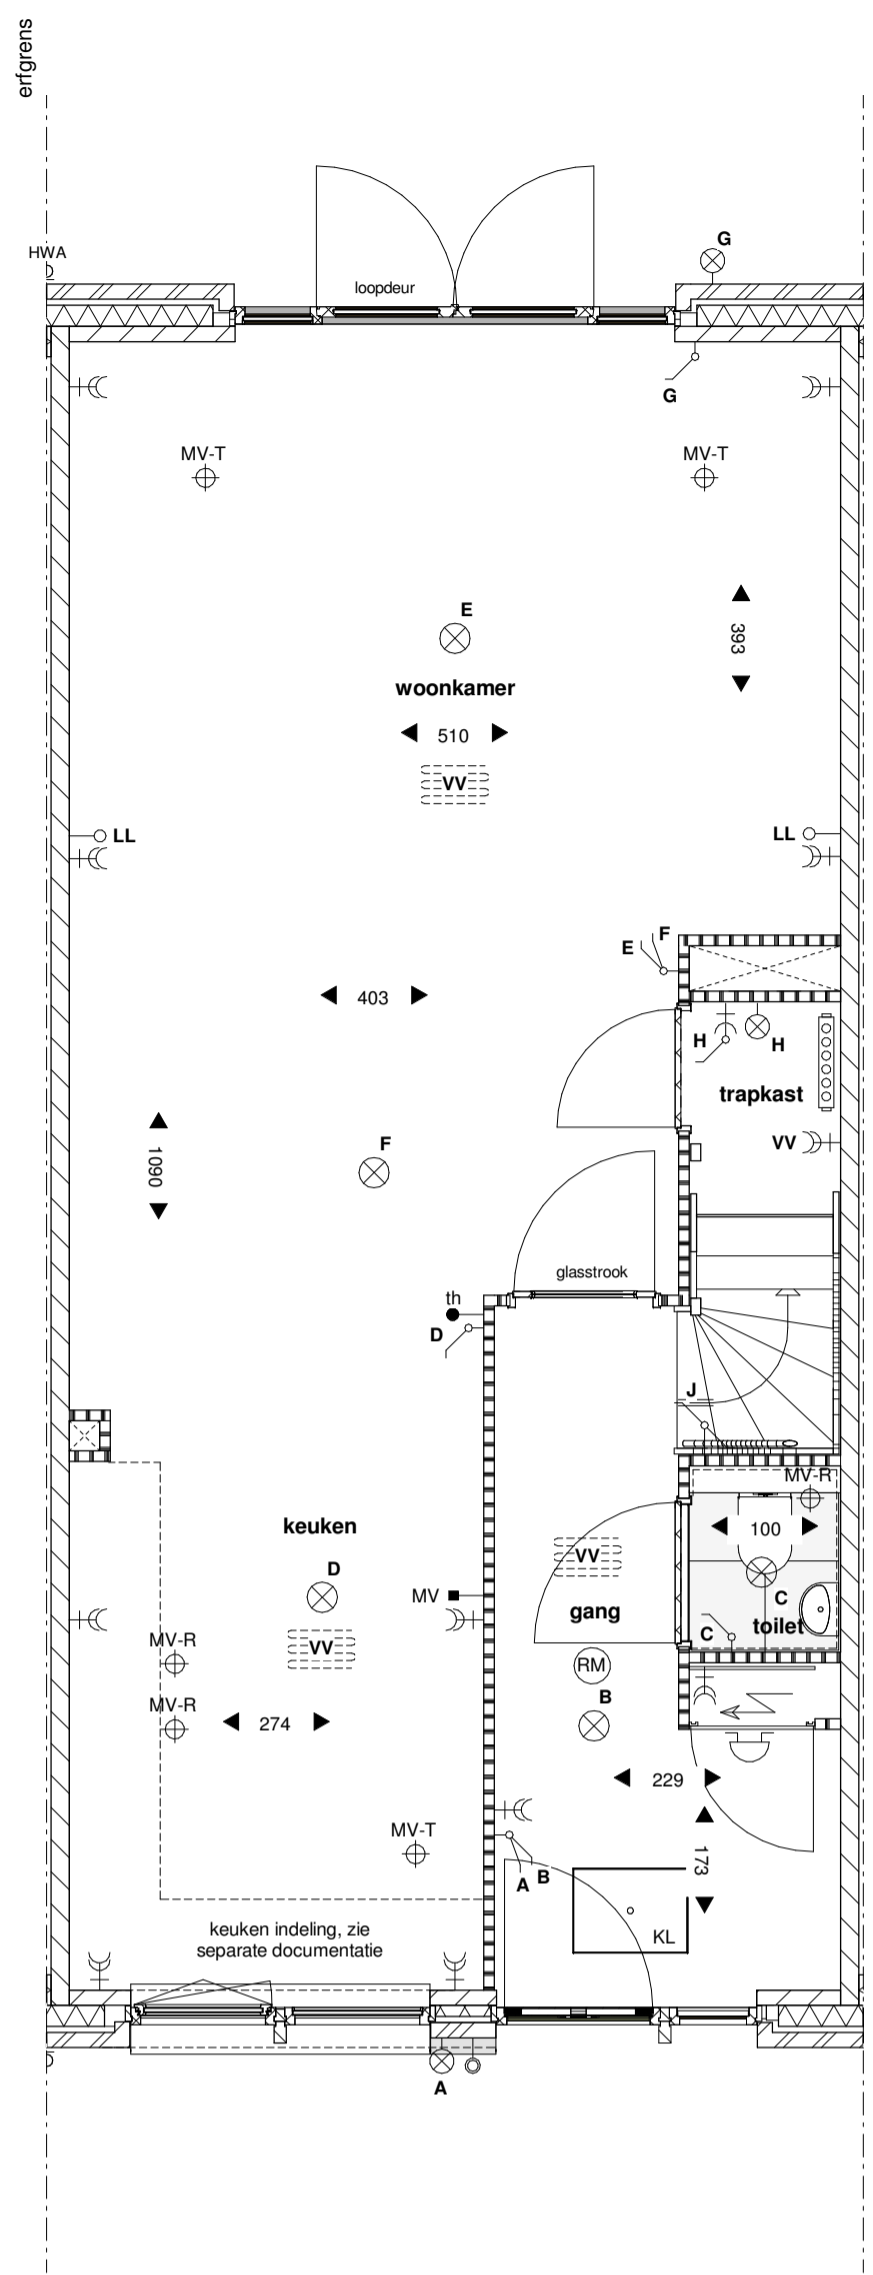 erfgrens
G
HWA
loopdeur
G
MV-T
MV-T
E
393
woonkamer
510
VV
LL
LL
F
E
403
H
H
trapkast
1090
F
VV
glasstrook
th
D
J
MV-R
100
keuken
VV
D
C
MV
gang
C
toilet
MV-R
VV
RM
B
MV-R
274
229
MV-T
173
A
B
keuken indeling, zie
separate documentatie
KL
A